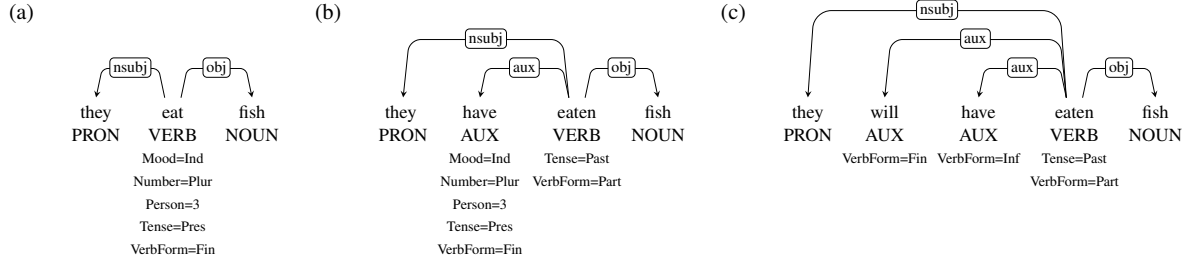 (a)
nsubj obj
they eat fish
PRON VERB NOUN
Mood=Ind
Number=Plur
Person=3
Tense=Pres
VerbForm=Fin
(b)
nsubj
aux obj
they have eaten fish
PRON AUX VERB NOUN
Mood=Ind Tense=Past
Number=Plur VerbForm=Part
Person=3
Tense=Pres
VerbForm=Fin
(c)
nsubj
aux
aux obj
they will have eaten fish
PRON AUX AUX VERB NOUN
VerbForm=Fin VerbForm=Inf Tense=Past
VerbForm=Part